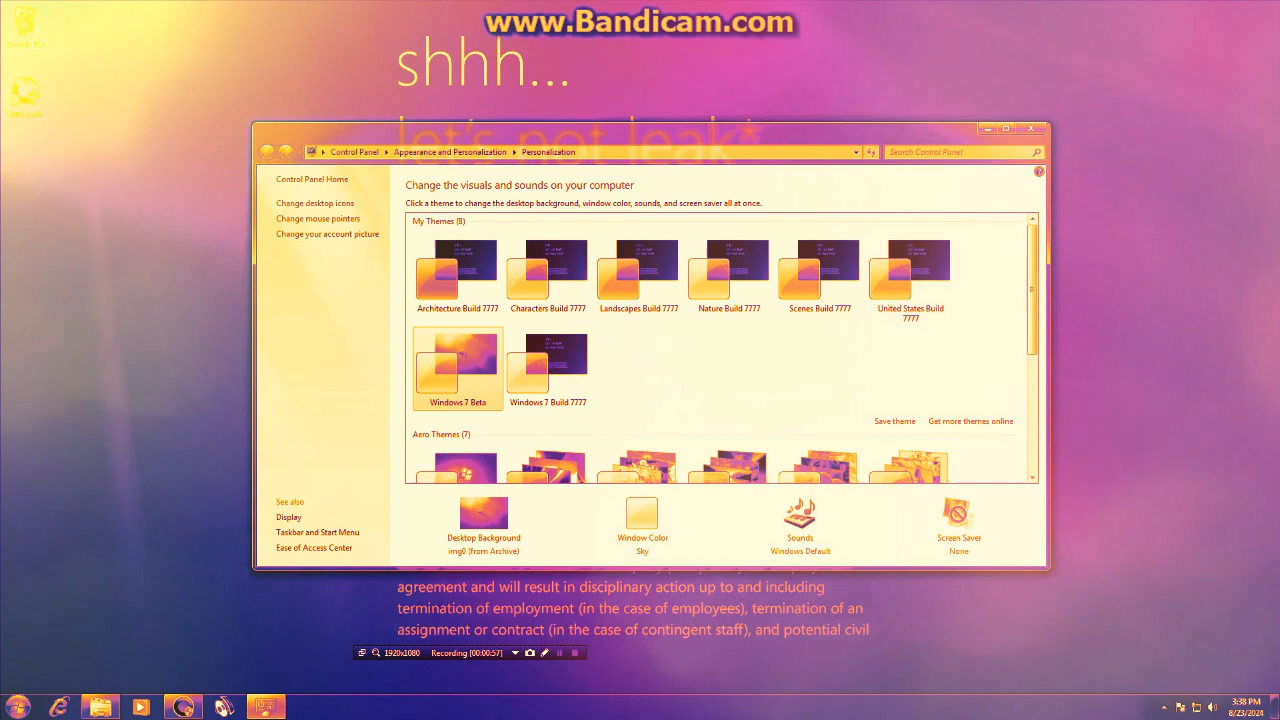 www.Bandicam.com
shhh...
let's not leak*
Control Panel
Appearance and Personalization
Personalization
Search Control Panel
Control Panel Home
Change desktop icons
Change mouse pointers
Change your account picture
Change the visuals and sounds on your computer
Click a theme to change the desktop background, window color, sounds, and screen saver all at once.
My Themes (8)
Architecture Build 7777
Characters Build 7777
Landscapes Build 7777
Nature Build 7777
Scenes Build 7777
United States Build
7777
Windows 7 Beta
Windows 7 Build 7777
Save theme
Get more themes online
Aero Themes (7)
See also
Display
Taskbar and Start Menu
Ease of Access Center
Desktop Background
img0 (from Archive)
Window Color
Sky
Sounds
Windows Default
Screen Saver
None
agreement and will result in disciplinary action up to and including
termination of employment (in the case of employees), termination of an
assignment or contract (in the case of contingent staff), and potential civil
1920x1080
Recording [00:00:57]
3:38 PM
8/23/2024